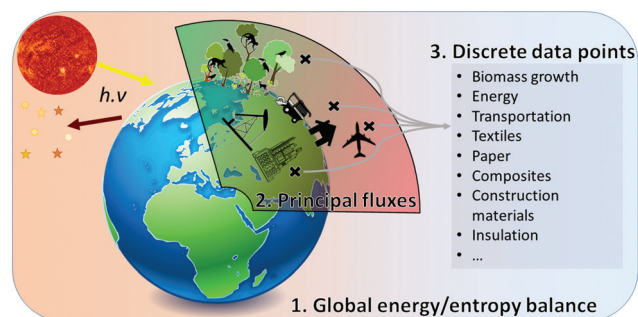 3. Discrete data points
• Biomass growth
• Energy
• Transportation
• Textiles
• Paper
• Composites
• Construction
materials
• Insulation
• ...
h.ν
2. Principal fluxes
1. Global energy/entropy balance